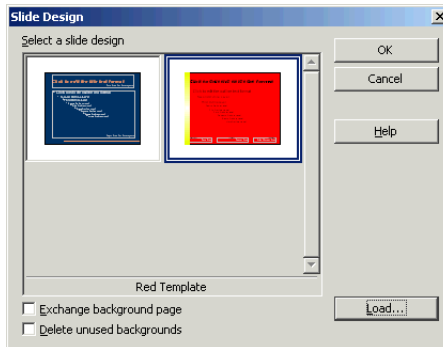 Slide Design
Select a slide design
OK
Cancel
Help
Red Template
Load...
Exchange background page
Delete unused backgrounds